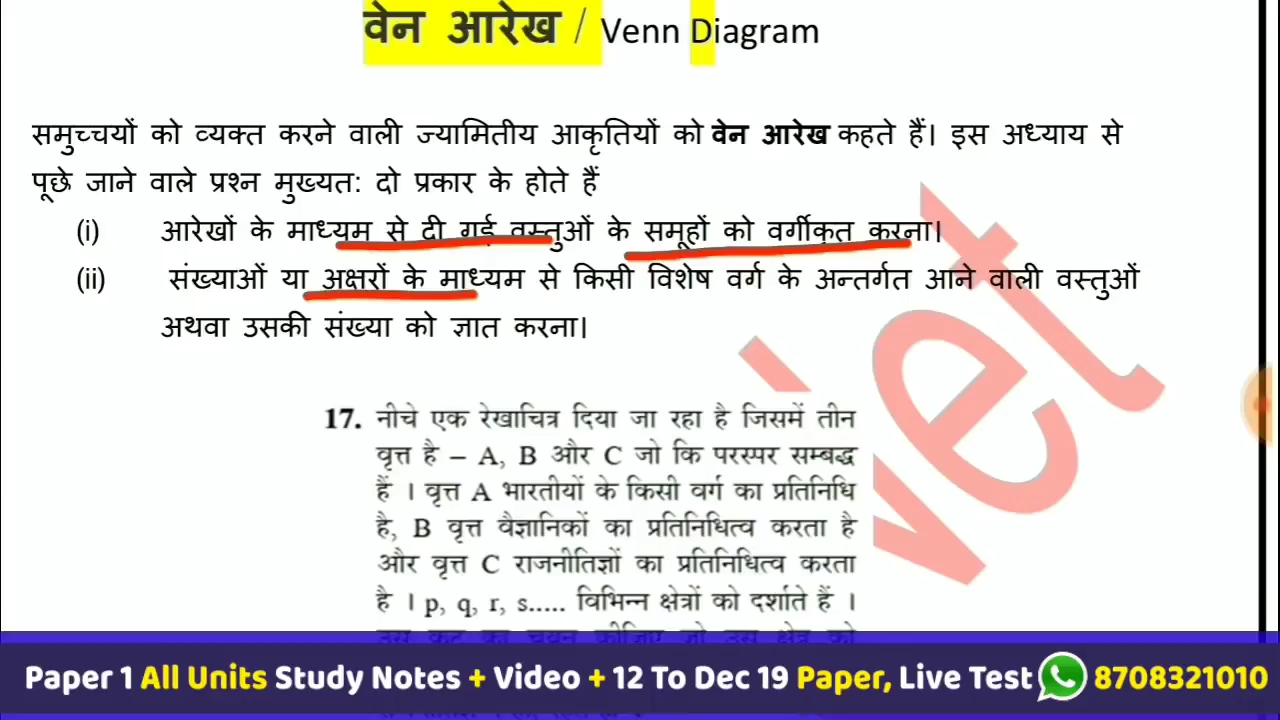 वेन आरेख / Venn Diagram
समुच्चयों को व्यक्त करने वाली ज्यामितीय आकृतियों को वेन आरेख कहते हैं। इस अध्याय से
पूछे जाने वाले प्रश्न मुख्यत: दो प्रकार के होते हैं
(i) आरेखों के माध्यम से दी गई वस्तुओं के समूहों को वर्गीकृत करना।
(ii) संख्याओं या अक्षरों के माध्यम से किसी विशेष वर्ग के अन्तर्गत आने वाली वस्तुओं
अथवा उसकी संख्या को ज्ञात करना।
17. नीचे एक रेखाचित्र दिया जा रहा है जिसमें तीन
वृत्त है – A, B और C जो कि परस्पर सम्बद्ध
हैं । वृत्त A भारतीयों के किसी वर्ग का प्रतिनिधि
है, B वृत्त वैज्ञानिकों का प्रतिनिधित्व करता है
और वृत्त C राजनीतिज्ञों का प्रतिनिधित्व करता
है । p, q, r, s..... विभिन्न क्षेत्रों को दर्शाते हैं ।
Paper 1 All Units Study Notes + Video + 12 To Dec 19 Paper, Live Test 8708321010